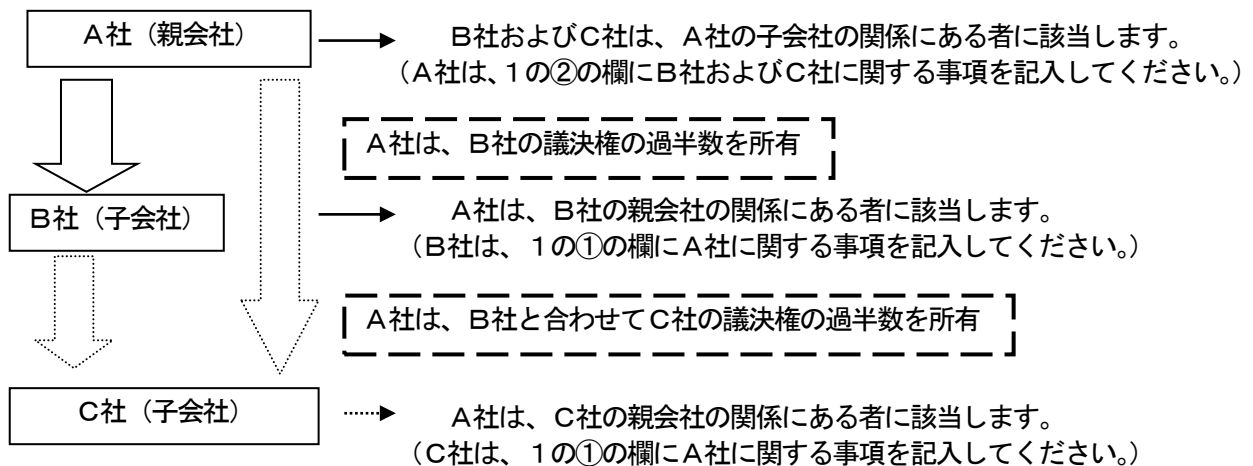 A社(親会社)
B社およびC社は、A社の子会社の関係にある者に該当します。
(A社は、1の②の欄にB社およびC社に関する事項を記入してください。)
A社は、B社の議決権の過半数を所有
B社(子会社)
A社は、B社の親会社の関係にある者に該当します。
(B社は、1の①の欄にA社に関する事項を記入してください。)
A社は、B社と合わせてC社の議決権の過半数を所有
C社(子会社)
A社は、C社の親会社の関係にある者に該当します。
(C社は、1の①の欄にA社に関する事項を記入してください。)